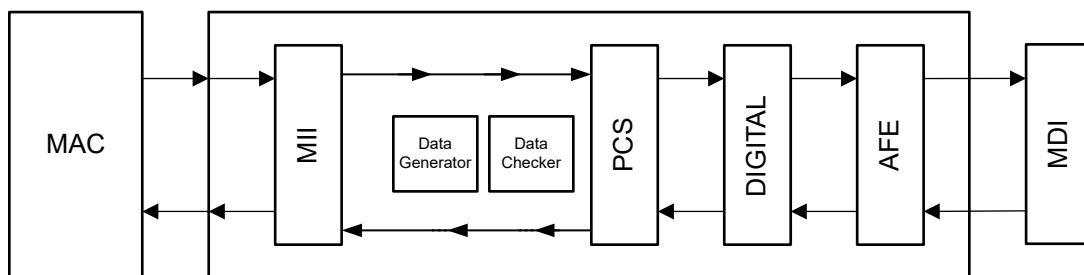 MAC
MII
Data
Generator
Data
Checker
PCS
DIGITAL
AFE
MDI